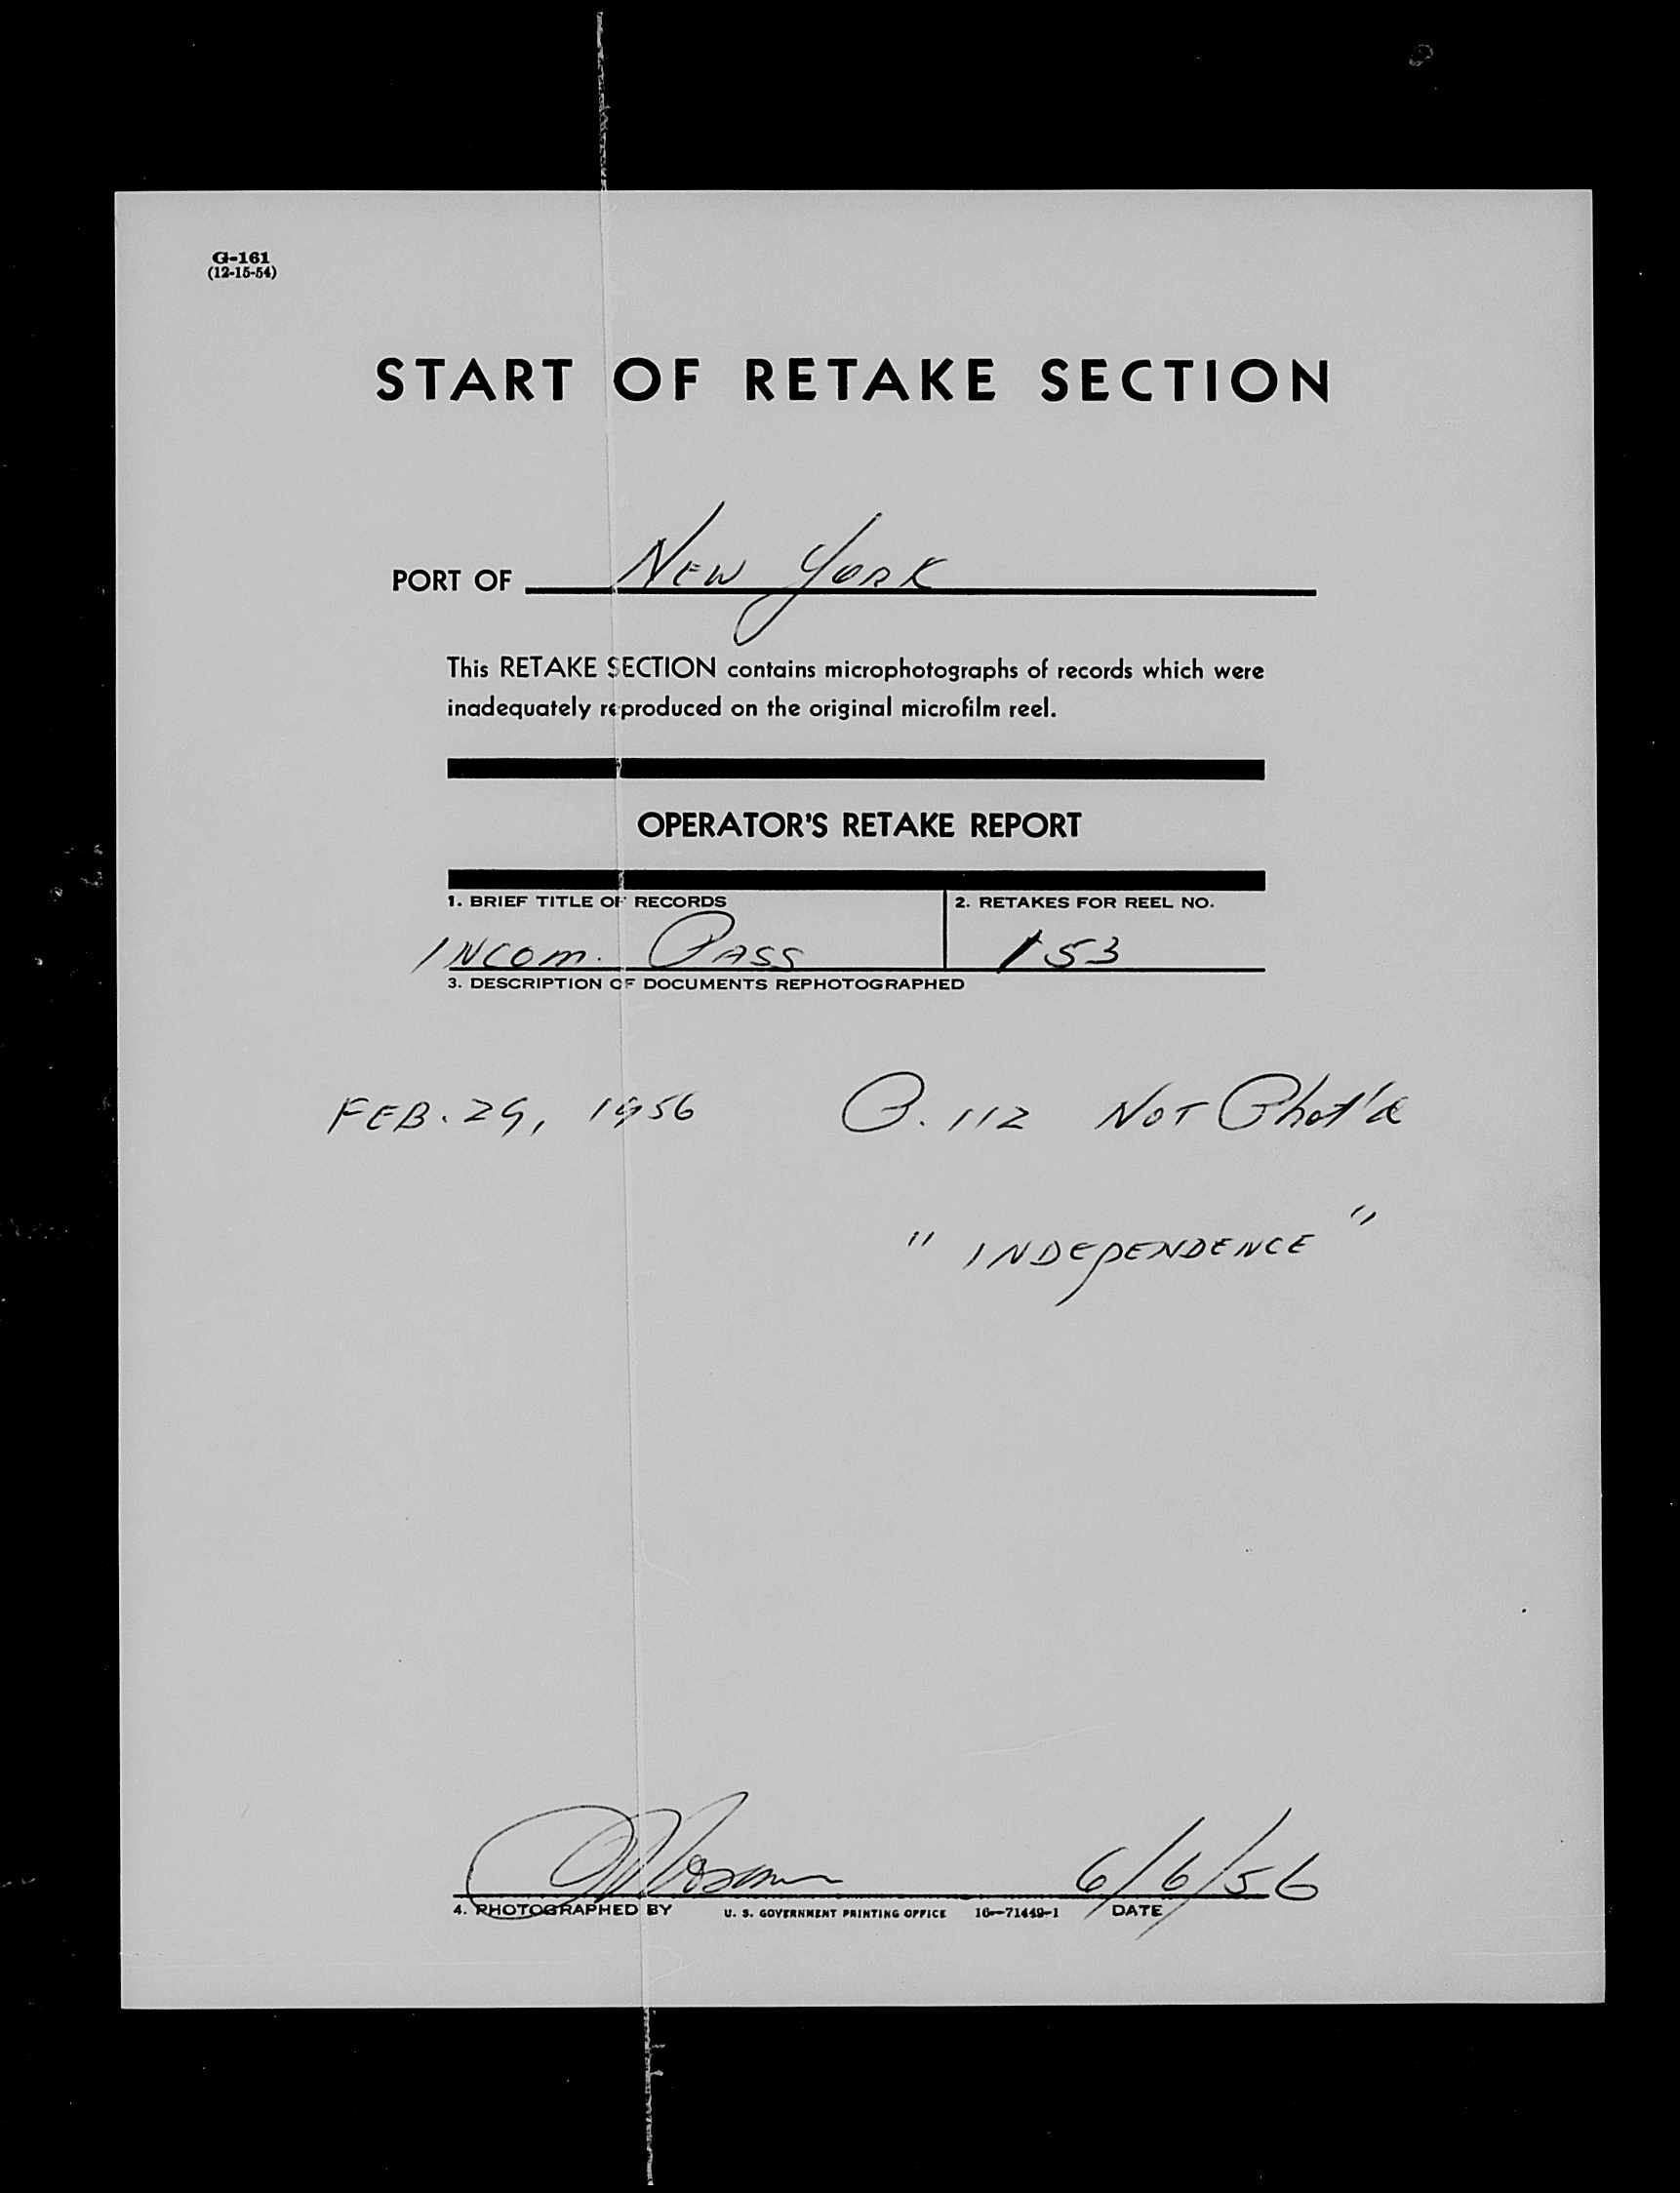 G-161
(12-15-54)
START OF RETAKE SECTION
PORT OF NEW YORK
This RETAKE SECTION contains microphotographs of records which were
inadequately reproduced on the original microfilm reel.
OPERATOR'S RETAKE REPORT
1. BRIEF TITLE OF RECORDS 2. RETAKES FOR REEL NO.
INCOM. PASS 153
3. DESCRIPTION OF DOCUMENTS REPHOTOGRAPHED
FEB. 29, 1956 P. 112 NOT Phot'd
" INDEPENDENCE "
6/6/56
4. PHOTOGRAPHED BY U. S. GOVERNMENT PRINTING OFFICE 16—71449-1 DATE